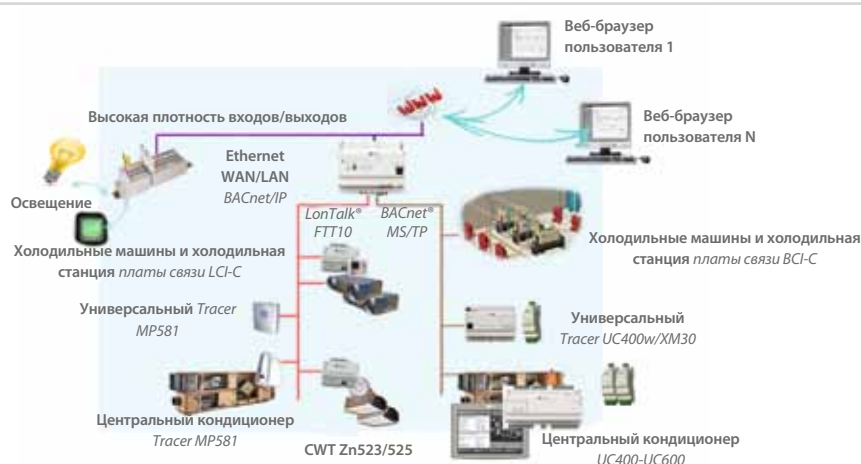 Веб-браузер
пользователя 1
www
Высокая плотность входов/выходов
Веб-браузер
пользователя N
Ethernet
WAN/LAN
BACnet/IP
Освещение
LonTalk®
FTT10
BACnet®
MS/TP
Холодильные машины и холодильная
станция платы связи LCI-C
Холодильные машины и холодильная
станция платы связи BCI-C
Универсальный Tracer
MP581
Универсальный
Tracer UC400w/XM30
Центральный кондиционер
Tracer MP581
CWT Zn523/525
Центральный кондиционер
UC400-UC600